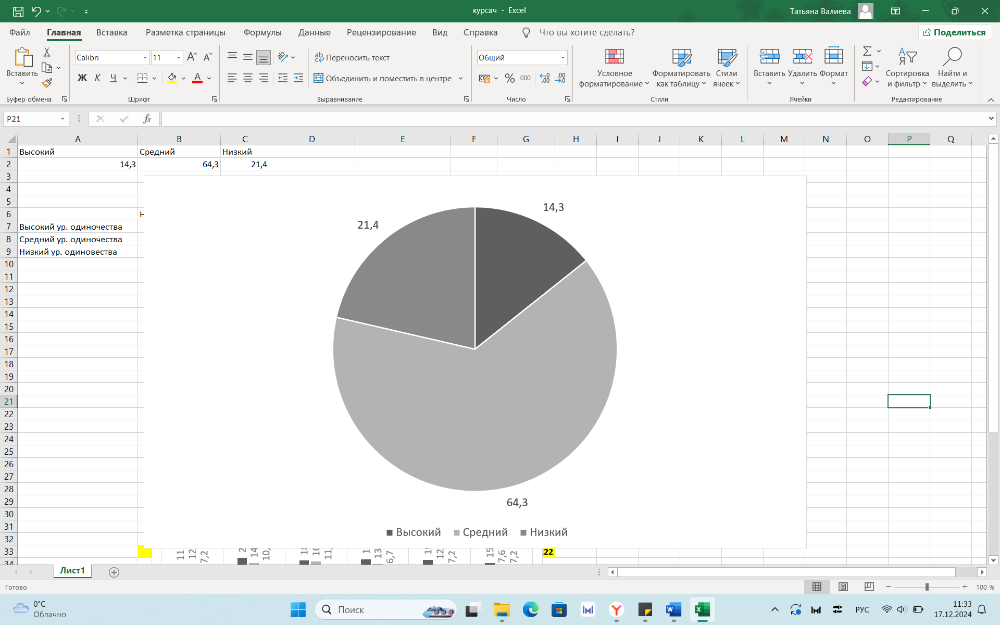 курсач - Excel
Татьяна Валиева
Файл Главная Вставка Разметка страницы Формулы Данные Рецензирование Вид Справка Что вы хотите сделать? Поделиться
Вставить
Calibri 11
Ж К Ч
Переносить текст
Объединить и поместить в центре
Общий
% 000
Условное форматирование
Форматировать как таблицу
Стили ячеек
Вставить Удалить Формат
Сортировка и фильтр
Найти и выделить
Буфер обмена Шрифт Выравнивание Число Стили Ячейки Редактирование
P21 fx
A B C D E F G H I J K L M N O P Q
1 Высокий Средний Низкий
2 14,3 64,3 21,4
3
4
5
6 Н
7 Высокий ур. одиночества
8 Средний ур. одиночества
9 Низкий ур. одиновества
10
11
12
13
14
15
16
17
18
19
20
21
22
23
24
25
26
27
28
29
30
31
32
33
34
14,3
21,4
64,3
Высокий Средний Низкий
11 12 7,2 2 14 10, 16 11, 1 13 6,7 12 7,2 15 7,6 7,2 22
Лист1
Готово
100 %
0°C
Облачно
Поиск
РУС
11:33
17.12.2024